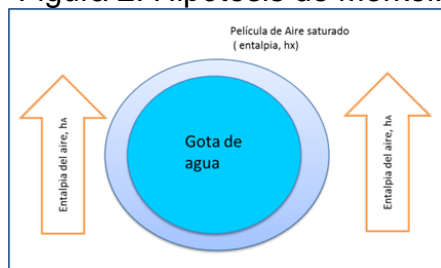 Película de Aire saturado
( entalpia, hx)
Entalpia del aire, hA
Gota de
agua
Entalpia del aire, hA